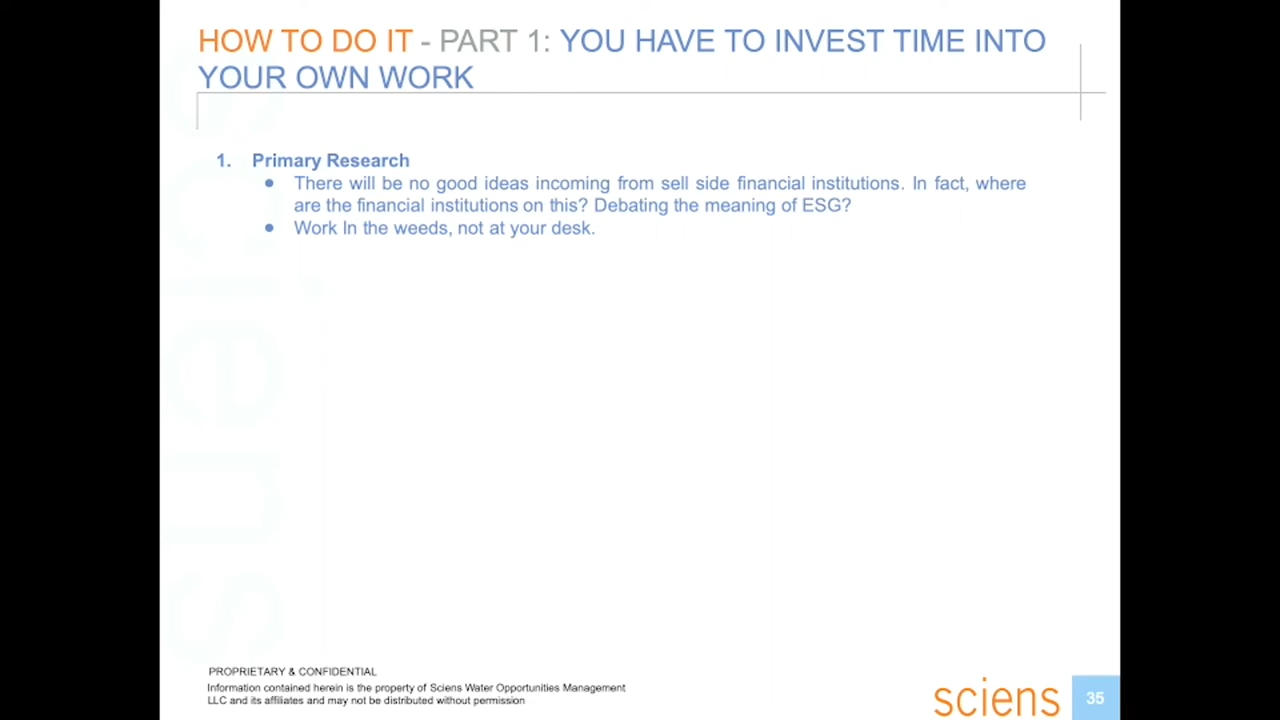 HOW TO DO IT - PART 1: YOU HAVE TO INVEST TIME INTO
YOUR OWN WORK
1. Primary Research
● There will be no good ideas incoming from sell side financial institutions. In fact, where
are the financial institutions on this? Debating the meaning of ESG?
● Work In the weeds, not at your desk.
sciens
PROPRIETARY & CONFIDENTIAL
Information contained herein is the property of Sciens Water Opportunities Management
LLC and its affiliates and may not be distributed without permission
sciens
35